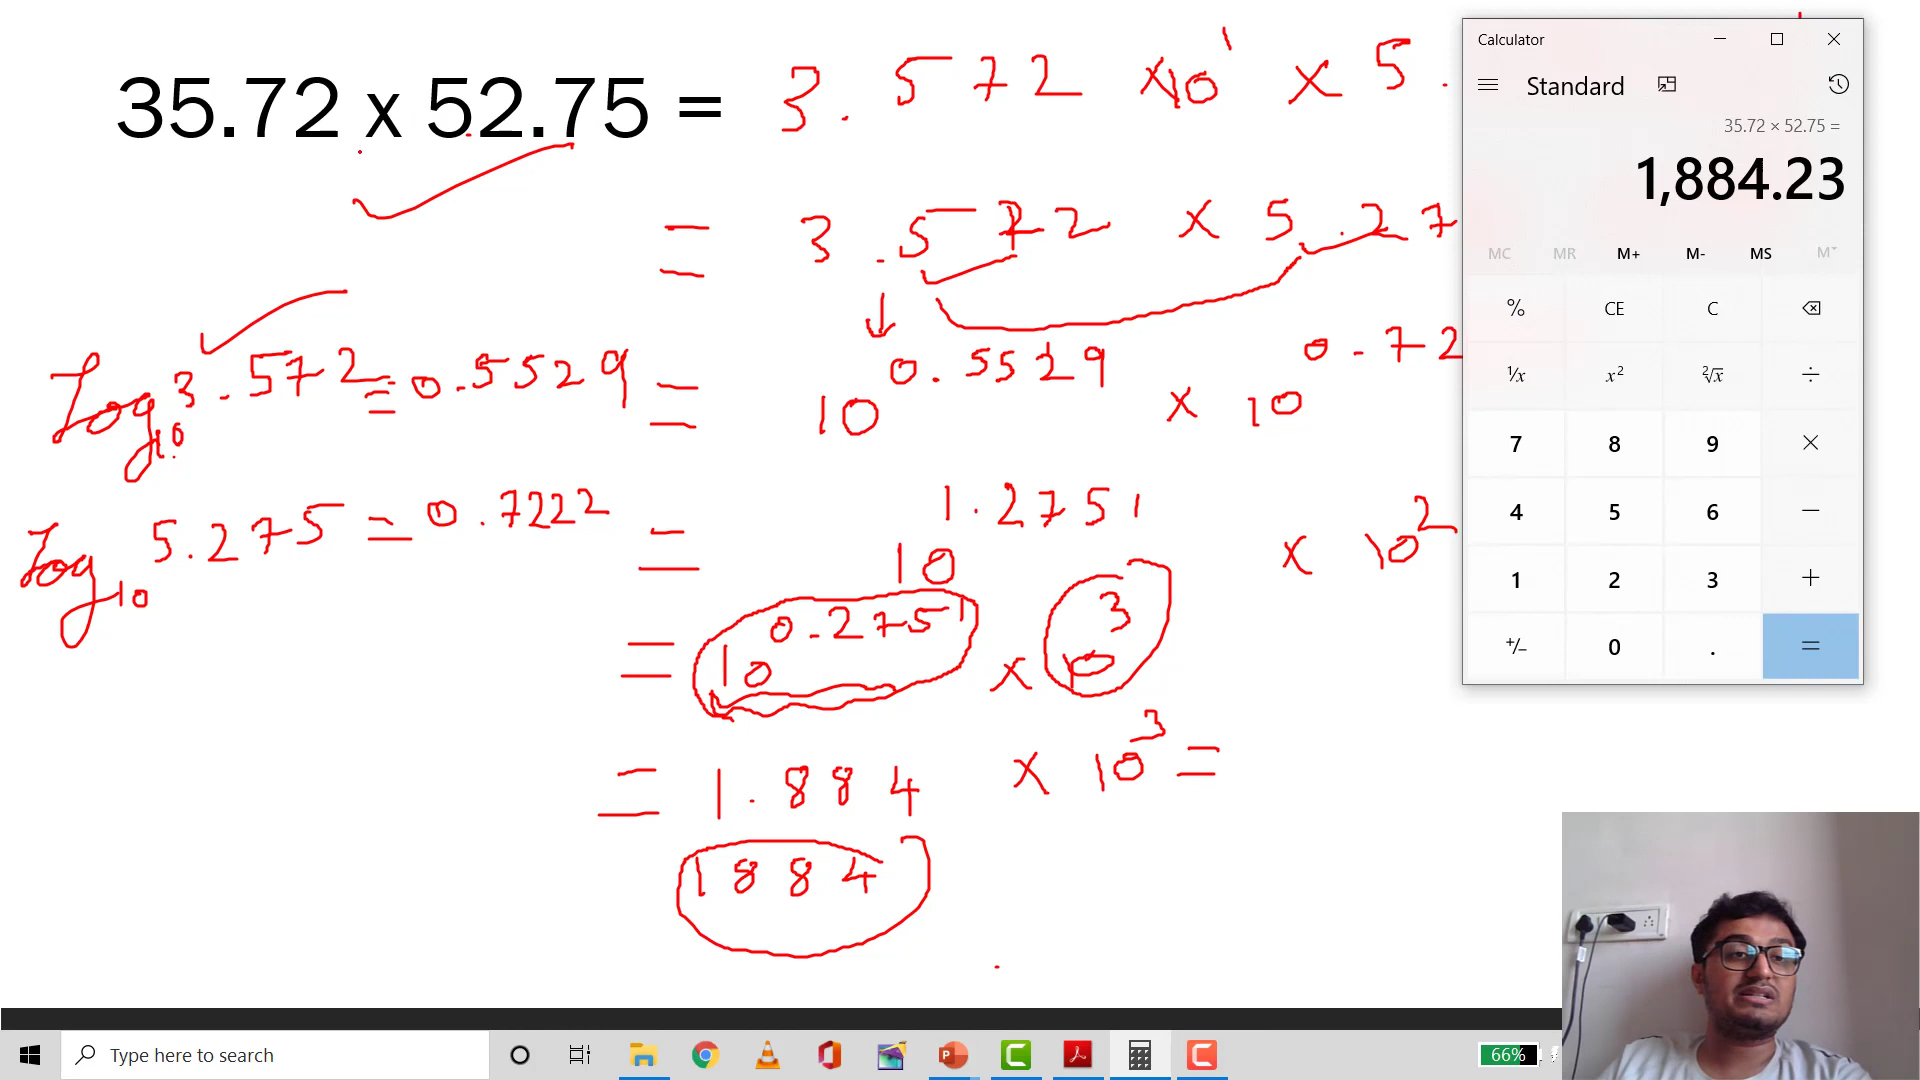 35.72 x 52.75 = 3.572 x10¹ x 5.
= 3.572 x 5.27
Log₁₀ 3.572 = 0.5529
= 10^0.5529 x 10^0.72
Log₁₀ 5.275 = 0.7222
= 10^1.2751 x 10²
= 10^0.2751 x 10³
= 1.884 x 10³ =
1884
Calculator
Standard
35.72 × 52.75 =
1,884.23
MC MR M+ M- MS M˅
% CE C
¹/x x² ²√x ÷
7 8 9 ×
4 5 6 −
1 2 3 +
+/− 0 . =
Type here to search
66%